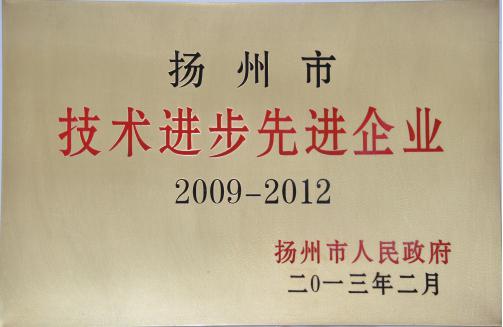 扬州市
技术进步先进企业
2009-2012
扬州市人民政府
二0一三年二月